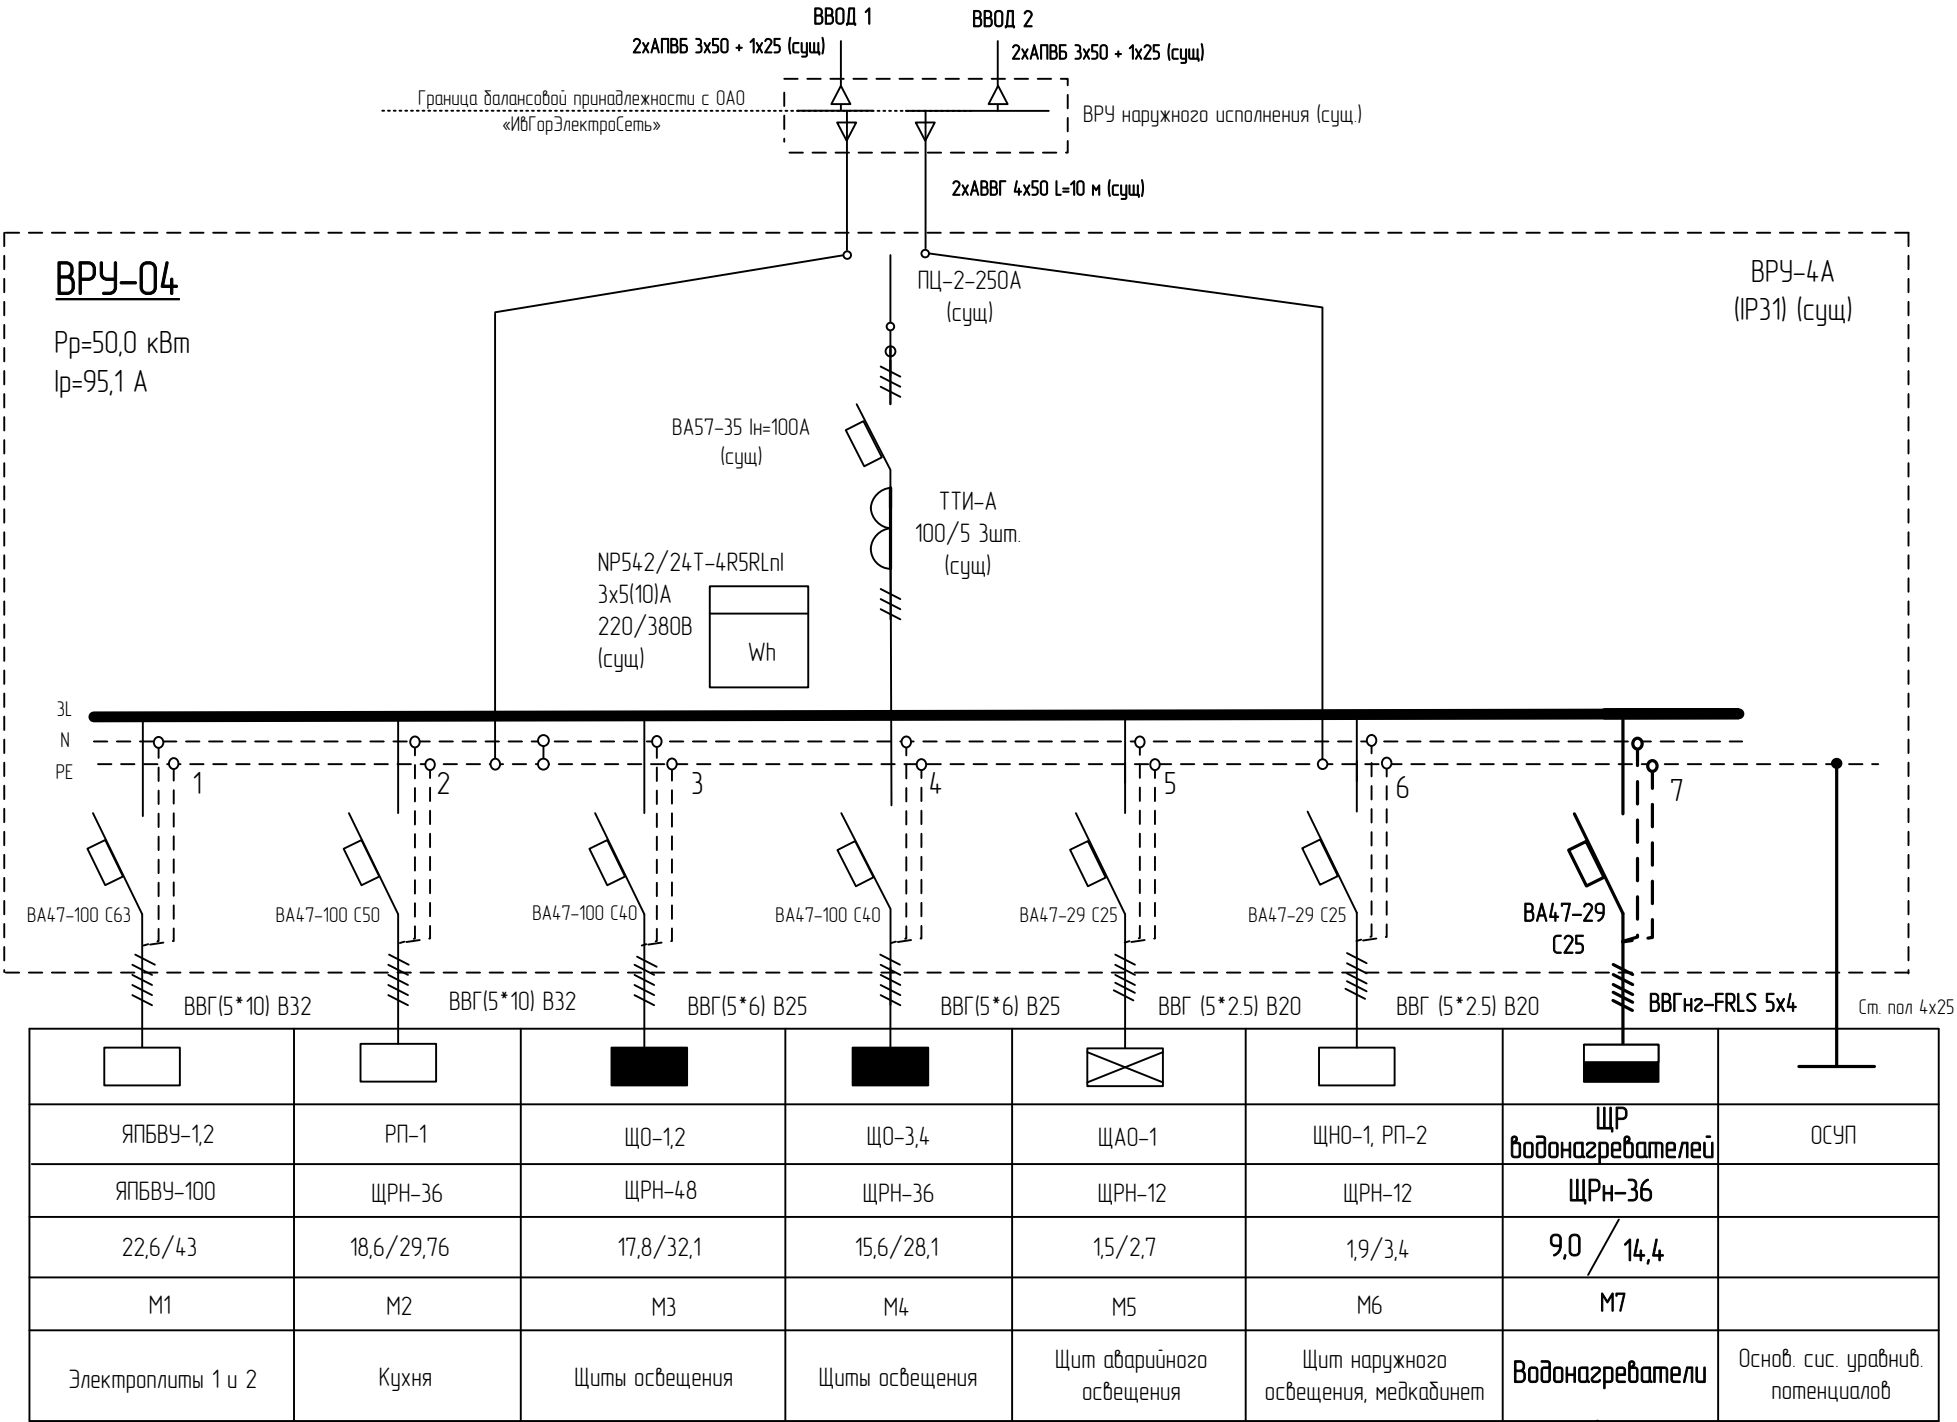 ВВОД 1
ВВОД 2
2хАПВБ 3х50 + 1х25 (сущ)
2хАПВБ 3х50 + 1х25 (сущ)
Граница балансовой принадлежности с ОАО
«ИвГорЭлектроСеть»
ВРУ наружного исполнения (сущ.)
2хАВВГ 4х50 L=10 м (сущ)
ВРУ-04
Рр=50,0 кВт
Iр=95,1 А
ПЦ-2-250А
(сущ)
ВРУ-4А
(IP31) (сущ)
ВА57-35 Iн=100А
(сущ)
ТТИ-А
100/5 3шт.
(сущ)
NP542/24T-4R5RLnI
3х5(10)А
220/380В
(сущ)
Wh
3L
N
PE
1
2
3
4
5
6
7
ВА47-100 С63
ВА47-100 С50
ВА47-100 С40
ВА47-100 С40
ВА47-29 С25
ВА47-29 С25
ВА47-29
С25
ВВГ(5*10) В32
ВВГ(5*10) В32
ВВГ(5*6) В25
ВВГ(5*6) В25
ВВГ (5*2.5) В20
ВВГ (5*2.5) В20
ВВГнг-FRLS 5х4
Ст. пол 4х25
ЯПБВУ-1,2
РП-1
ЩО-1,2
ЩО-3,4
ЩАО-1
ЩНО-1, РП-2
ЩР
водонагревателей
ОСУП
ЯПБВУ-100
ЩРН-36
ЩРН-48
ЩРН-36
ЩРН-12
ЩРН-12
ЩРн-36
22,6/43
18,6/29,76
17,8/32,1
15,6/28,1
1,5/2,7
1,9/3,4
9,0 / 14,4
М1
М2
М3
М4
М5
М6
М7
Электроплиты 1 и 2
Кухня
Щиты освещения
Щиты освещения
Щит аварийного
освещения
Щит наружного
освещения, медкабинет
Водонагреватели
Основ. сис. уравнив.
потенциалов